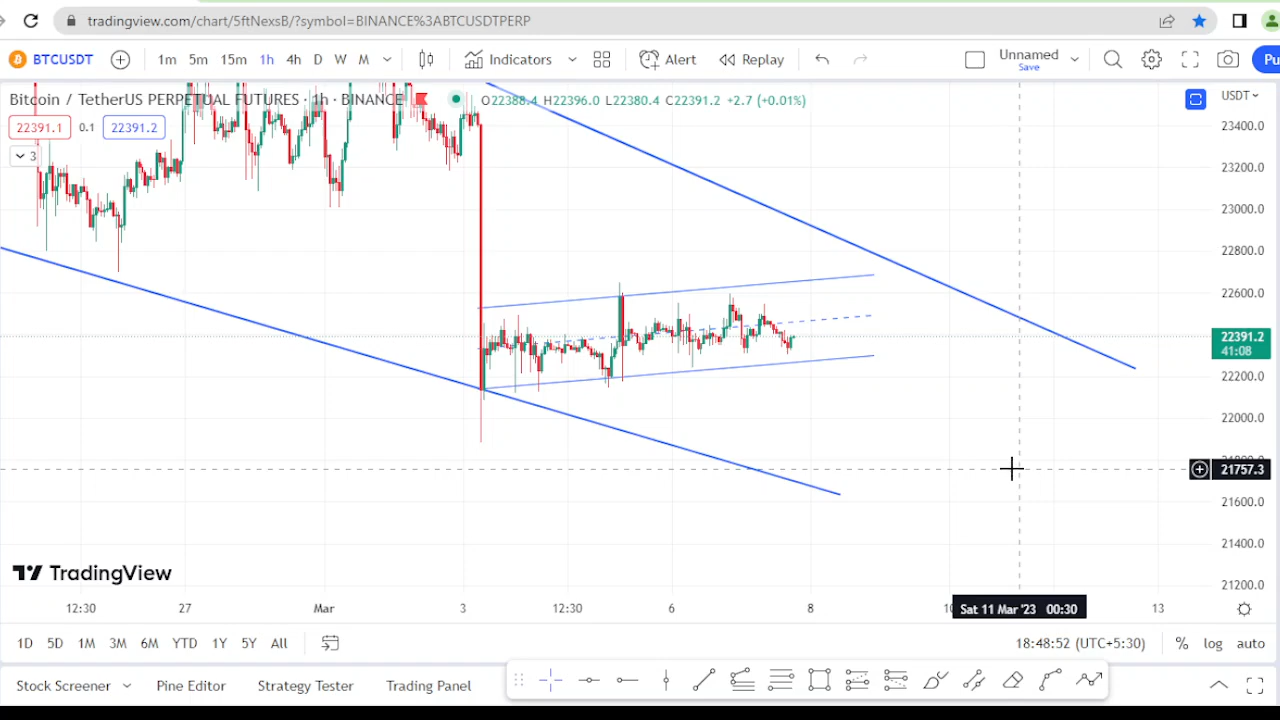 tradingview.com/chart/5ftNexsB/?symbol=BINANCE%3ABTCUSDTPERP
BTCUSDT 1m 5m 15m 1h 4h D W M Indicators Alert Replay Unnamed Save Pu
Bitcoin / TetherUS PERPETUAL FUTURES · 1h · BINANCE O22388.4 H22396.0 L22380.4 C22391.2 +2.7 (+0.01%) USDT
22391.1 0.1 22391.2
3
23400.0
23200.0
23000.0
22800.0
22600.0
22391.2
41:08
22200.0
22000.0
21757.3
21600.0
21400.0
21200.0
TradingView
12:30 27 Mar 3 12:30 6 8 Sat 11 Mar '23 00:30 13
1D 5D 1M 3M 6M YTD 1Y 5Y All 18:48:52 (UTC+5:30) % log auto
Stock Screener Pine Editor Strategy Tester Trading Panel